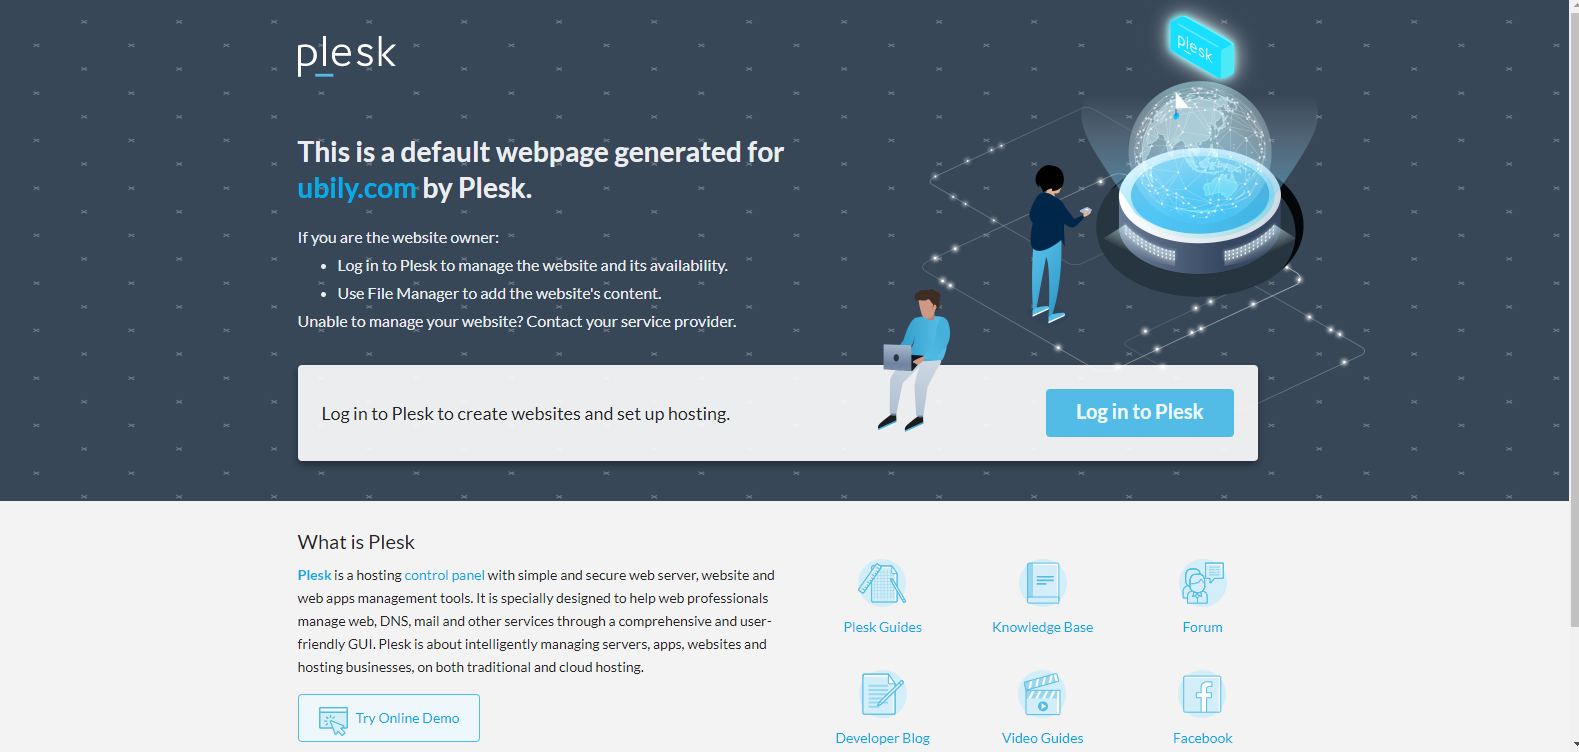 plesk
plesk
This is a default webpage generated for
ubily.com by Plesk.
If you are the website owner:
• Log in to Plesk to manage the website and its availability.
• Use File Manager to add the website's content.
Unable to manage your website? Contact your service provider.
Log in to Plesk to create websites and set up hosting.
Log in to Plesk
What is Plesk
Plesk is a hosting control panel with simple and secure web server, website and
web apps management tools. It is specially designed to help web professionals
manage web, DNS, mail and other services through a comprehensive and user-
friendly GUI. Plesk is about intelligently managing servers, apps, websites and
hosting businesses, on both traditional and cloud hosting.
Try Online Demo
Plesk Guides
Knowledge Base
Forum
Developer Blog
Video Guides
Facebook